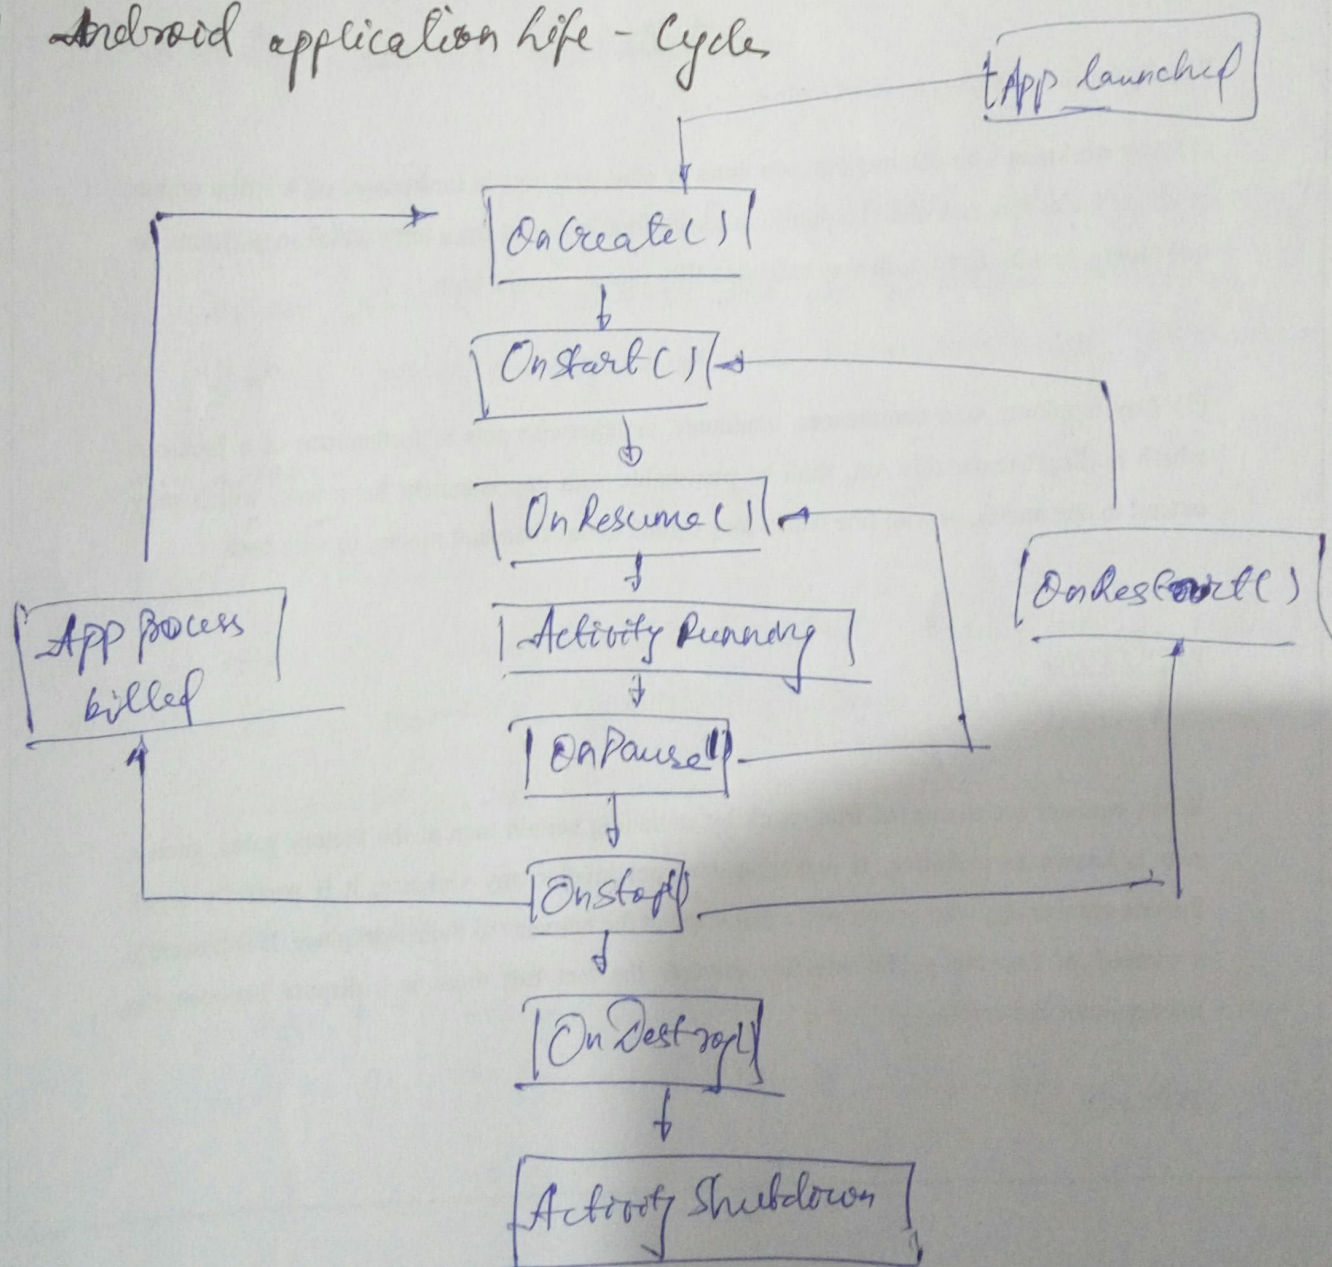 Android application Life - Cycle
App launched
OnCreate()
OnStart()
OnResume()
OnRestart()
App process
killed
Activity Running
OnPause()
OnStop()
OnDestroy()
Activity Shutdown